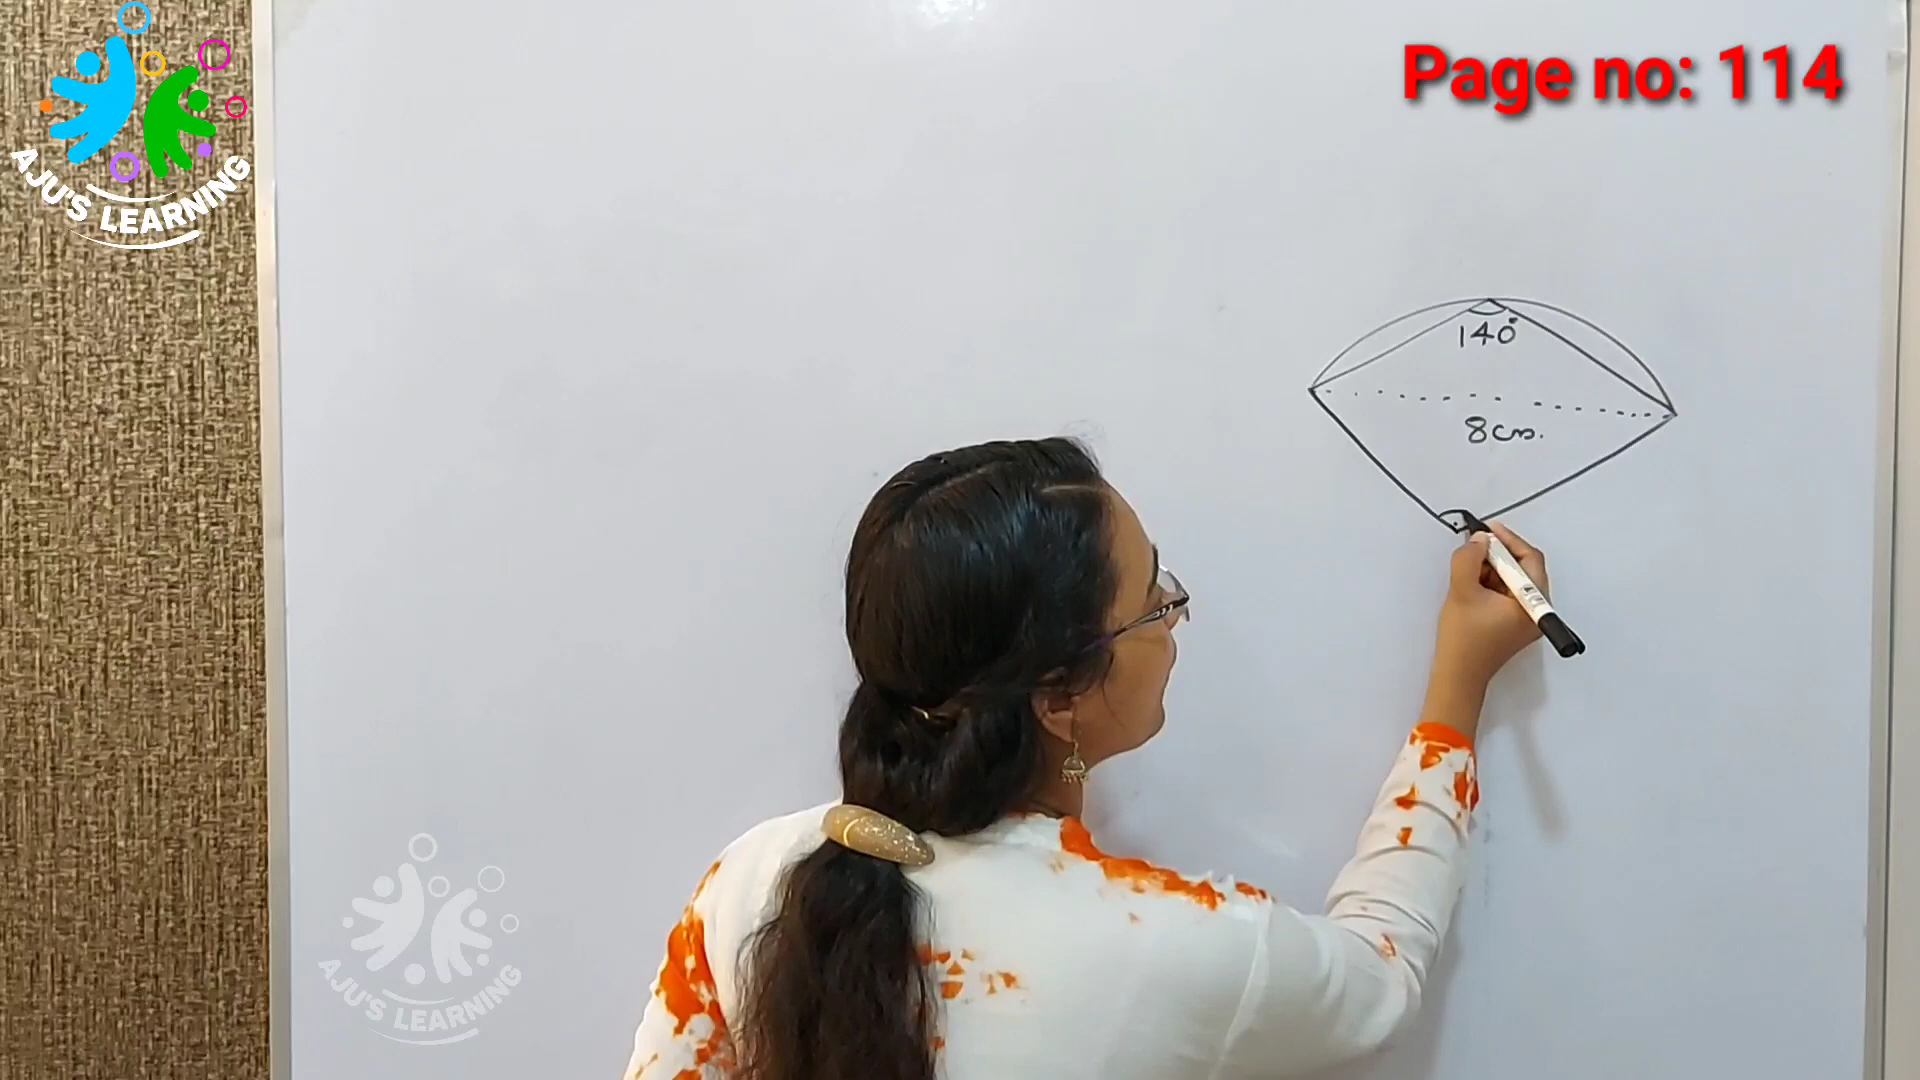 AJU'S LEARNING
Page no: 114
140°
8cm.
AJU'S LEARNING